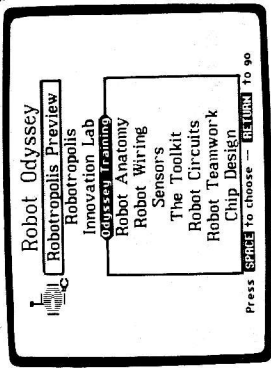 Robot Odyssey
Robotropolis Preview
Robotropolis
Innovation Lab
Odyssey Training
Robot Anatomy
Robot Wiring
Sensors
The Toolkit
Robot Circuits
Robot Teamwork
Chip Design
Press SPACE to choose -- RETURN to go